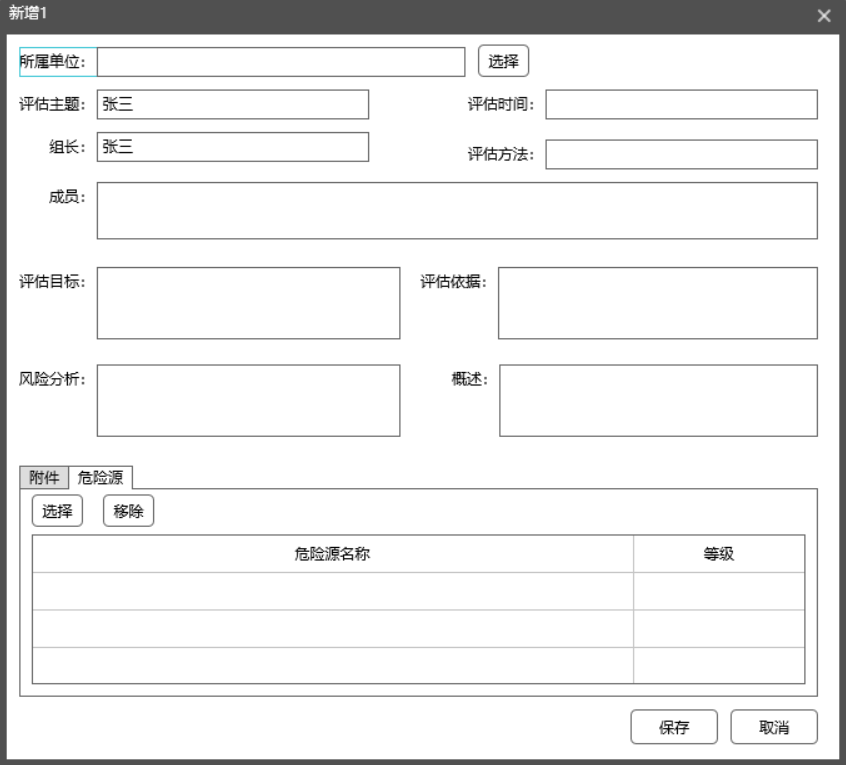 新增1
所属单位： 选择
评估主题： 张三 评估时间：
组长： 张三 评估方法：
成员：
评估目标： 评估依据：
风险分析： 概述：
附件 危险源
选择 移除
危险源名称 等级
保存 取消